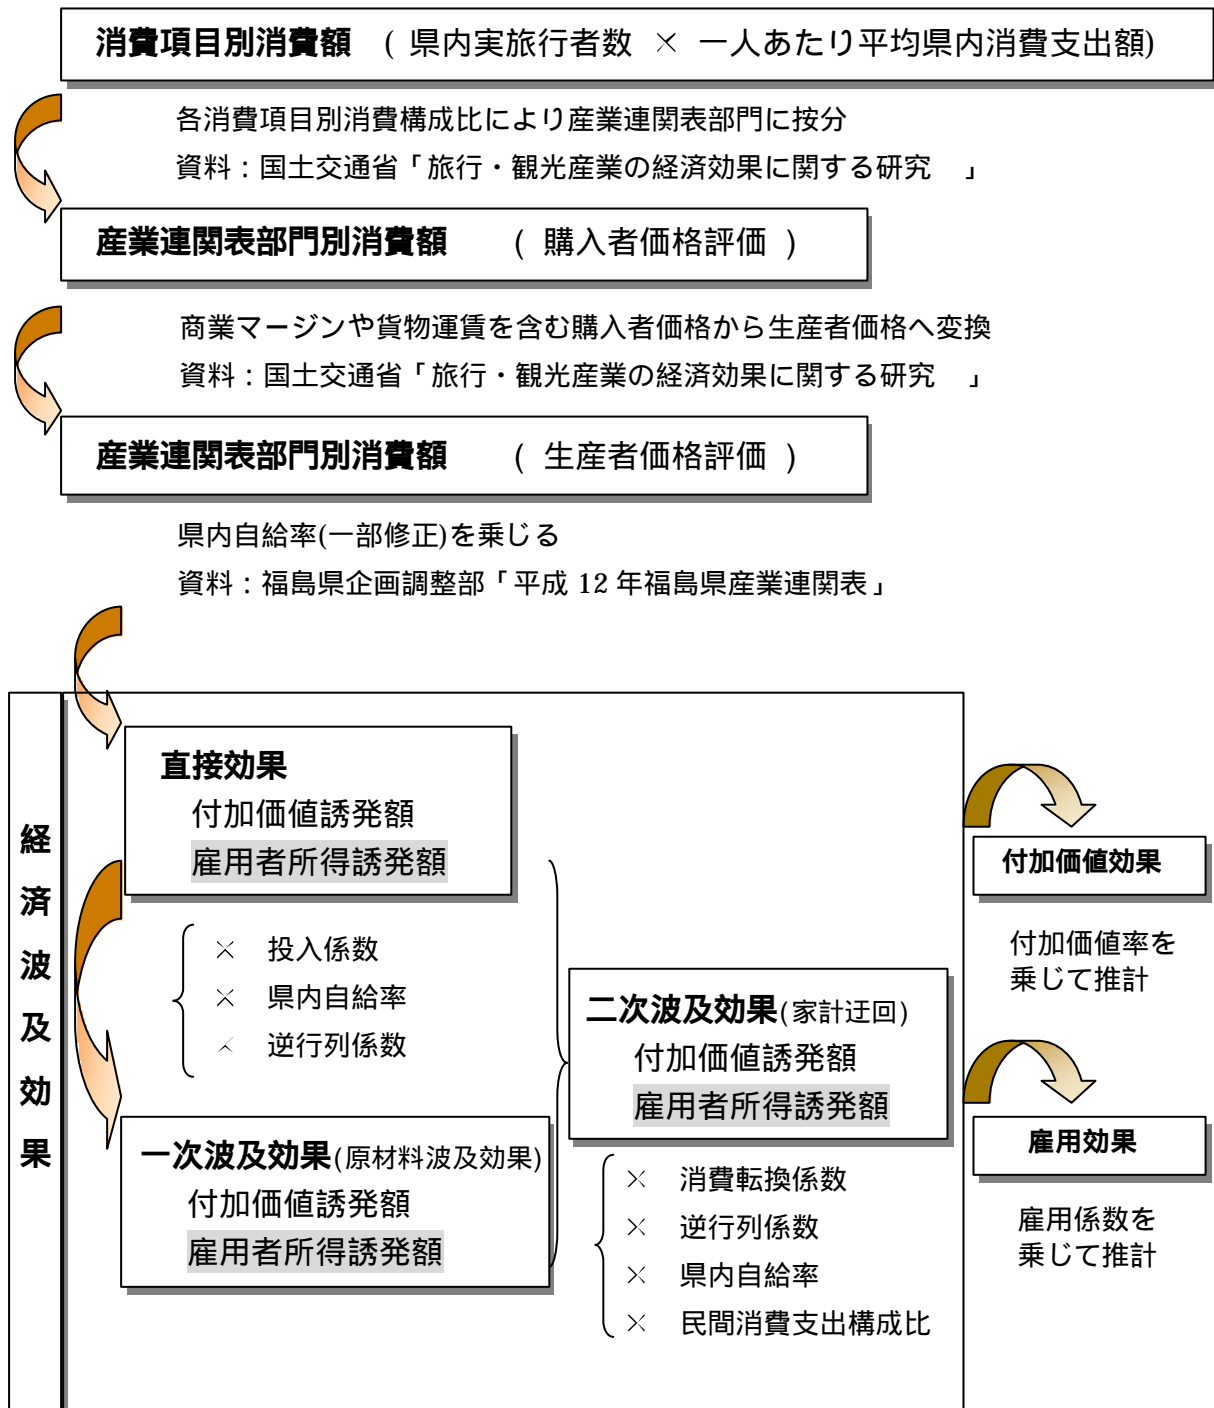 消費項目別消費額 ( 県内実旅行者数 × 一人あたり平均県内消費支出額)
各消費項目別消費構成比により産業連関表部門に按分
資料：国土交通省「旅行・観光産業の経済効果に関する研究　」
産業連関表部門別消費額 ( 購入者価格評価 )
商業マージンや貨物運賃を含む購入者価格から生産者価格へ変換
資料：国土交通省「旅行・観光産業の経済効果に関する研究　」
産業連関表部門別消費額 ( 生産者価格評価 )
県内自給率(一部修正)を乗じる
資料：福島県企画調整部「平成 12 年福島県産業連関表」
経済波及効果
直接効果
付加価値誘発額
雇用者所得誘発額
× 投入係数
× 県内自給率
× 逆行列係数
一次波及効果(原材料波及効果)
付加価値誘発額
雇用者所得誘発額
二次波及効果(家計迂回)
付加価値誘発額
雇用者所得誘発額
× 消費転換係数
× 逆行列係数
× 県内自給率
× 民間消費支出構成比
付加価値効果
付加価値率を
乗じて推計
雇用効果
雇用係数を
乗じて推計